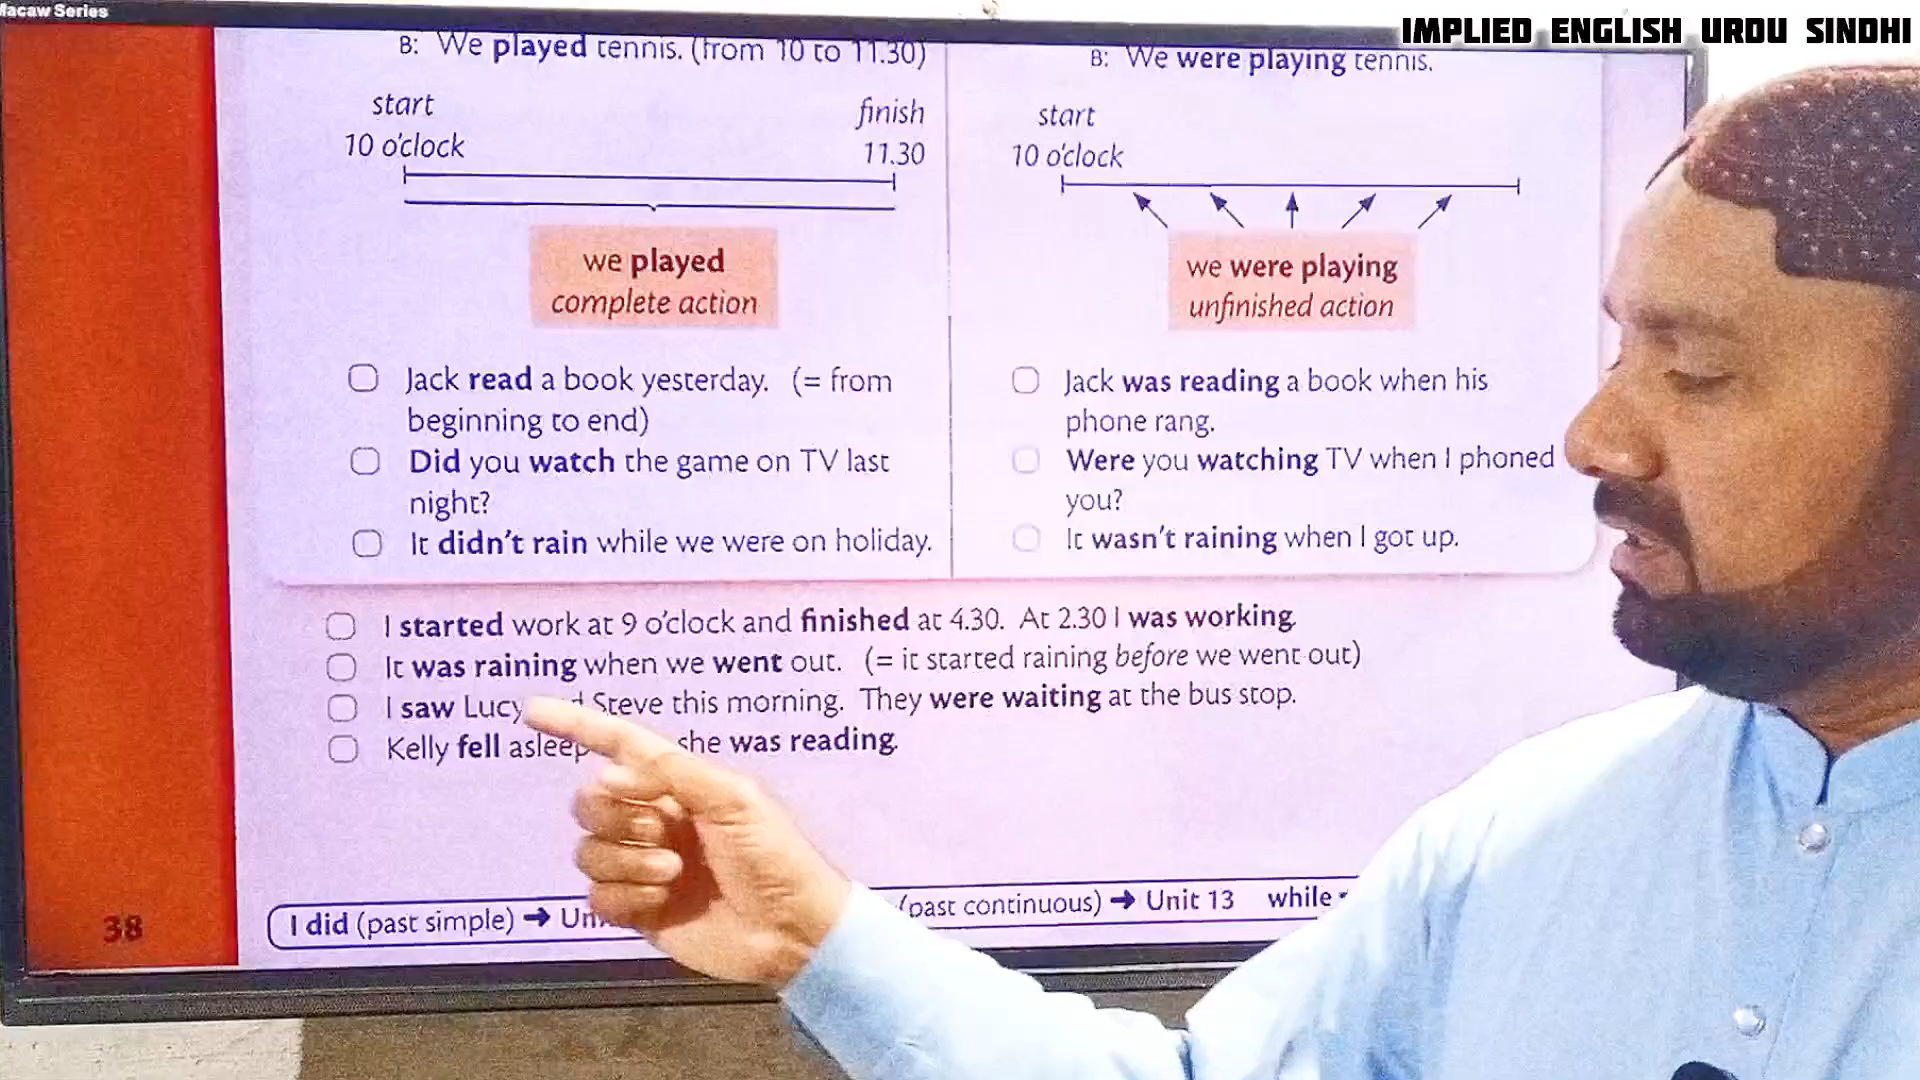 Macaw Series
IMPLIED ENGLISH URDU SINDHI
B: We played tennis. (from 10 to 11.30)
start finish
10 o'clock 11.30
we played
complete action
Jack read a book yesterday. (= from
beginning to end)
Did you watch the game on TV last
night?
It didn't rain while we were on holiday.
B: We were playing tennis.
start
10 o'clock
we were playing
unfinished action
Jack was reading a book when his
phone rang.
Were you watching TV when I phoned
you?
It wasn't raining when I got up.
I started work at 9 o'clock and finished at 4.30. At 2.30 I was working.
It was raining when we went out. (= it started raining before we went out)
I saw Lucy Steve this morning. They were waiting at the bus stop.
Kelly fell asleep she was reading.
38
I did (past simple) → (past continuous) → Unit 13 while